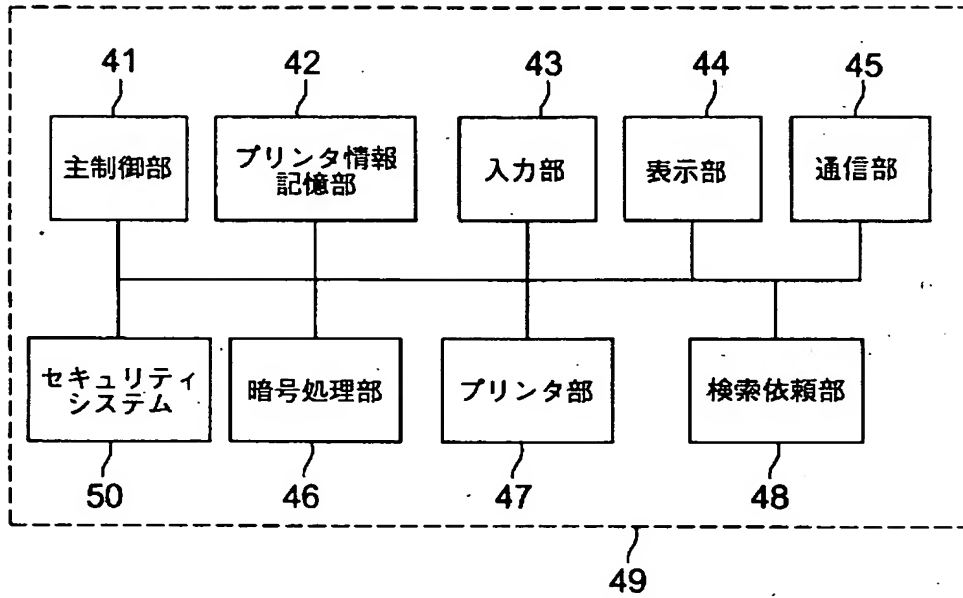 41
42
43
44
45
主制御部
プリンタ情報
記憶部
入力部
表示部
通信部
セキュリティ
システム
暗号処理部
プリンタ部
検索依頼部
50
46
47
48
49